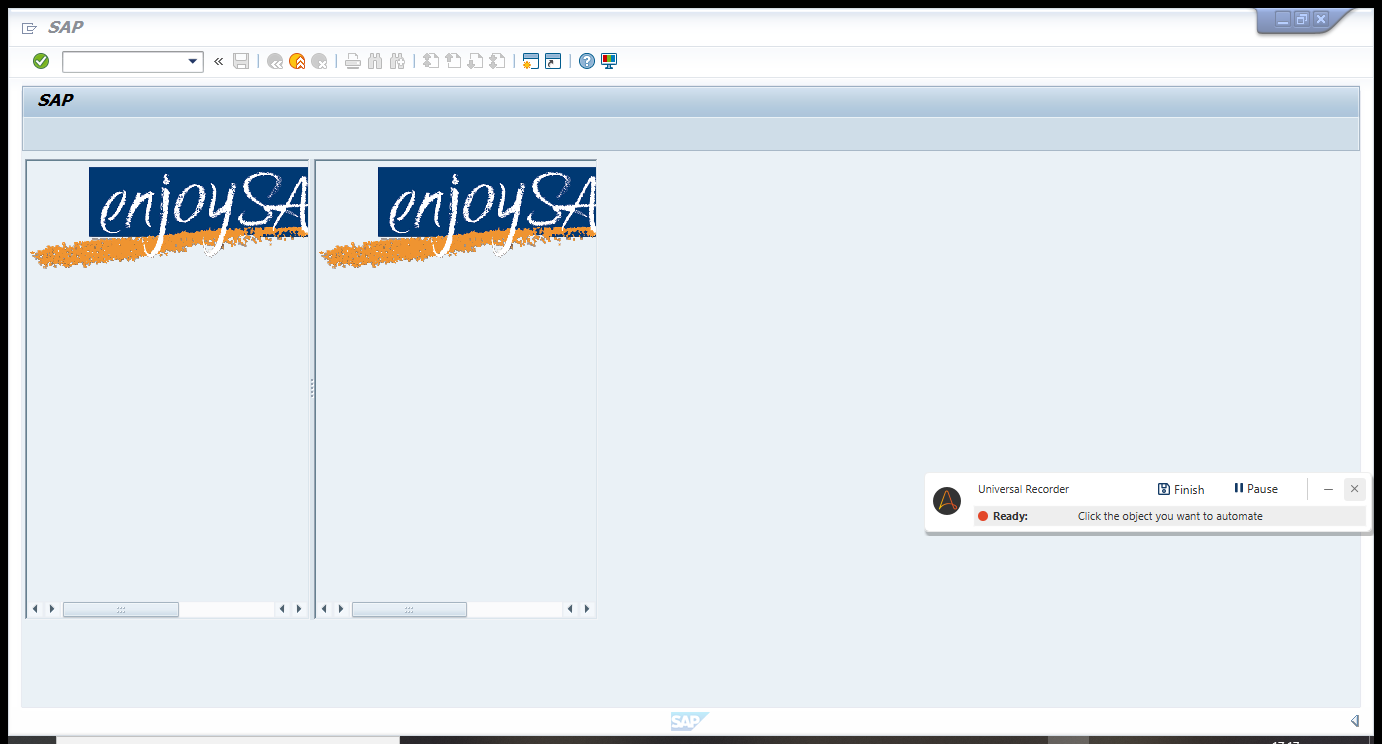 SAP
SAP
enjoySA
enjoySA
Universal Recorder
Finish
Pause
Ready:
Click the object you want to automate
SAP